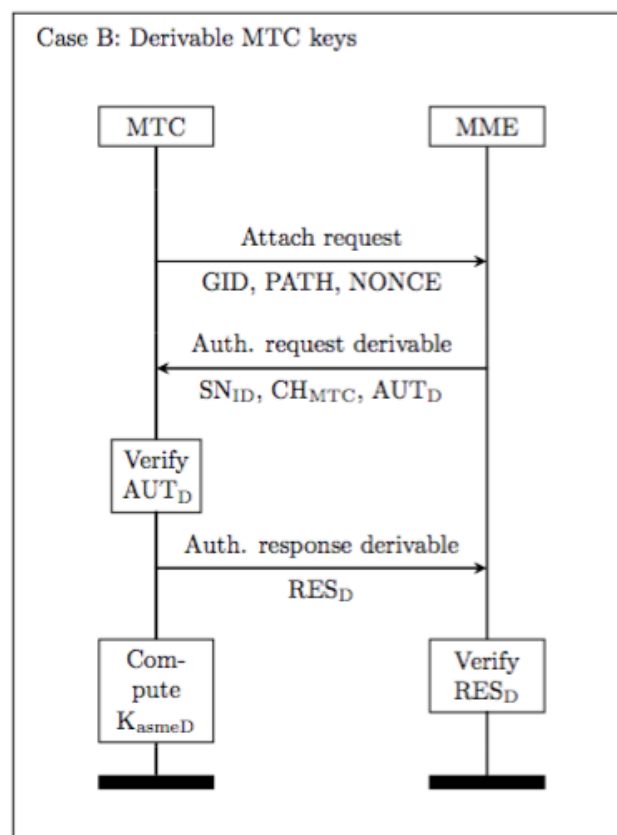 Case B: Derivable MTC keys
MTC
MME
Attach request
GID, PATH, NONCE
Auth. request derivable
SN_ID, CH_MTC, AUT_D
Verify
AUT_D
Auth. response derivable
RES_D
Com-
pute
K_asmeD
Verify
RES_D